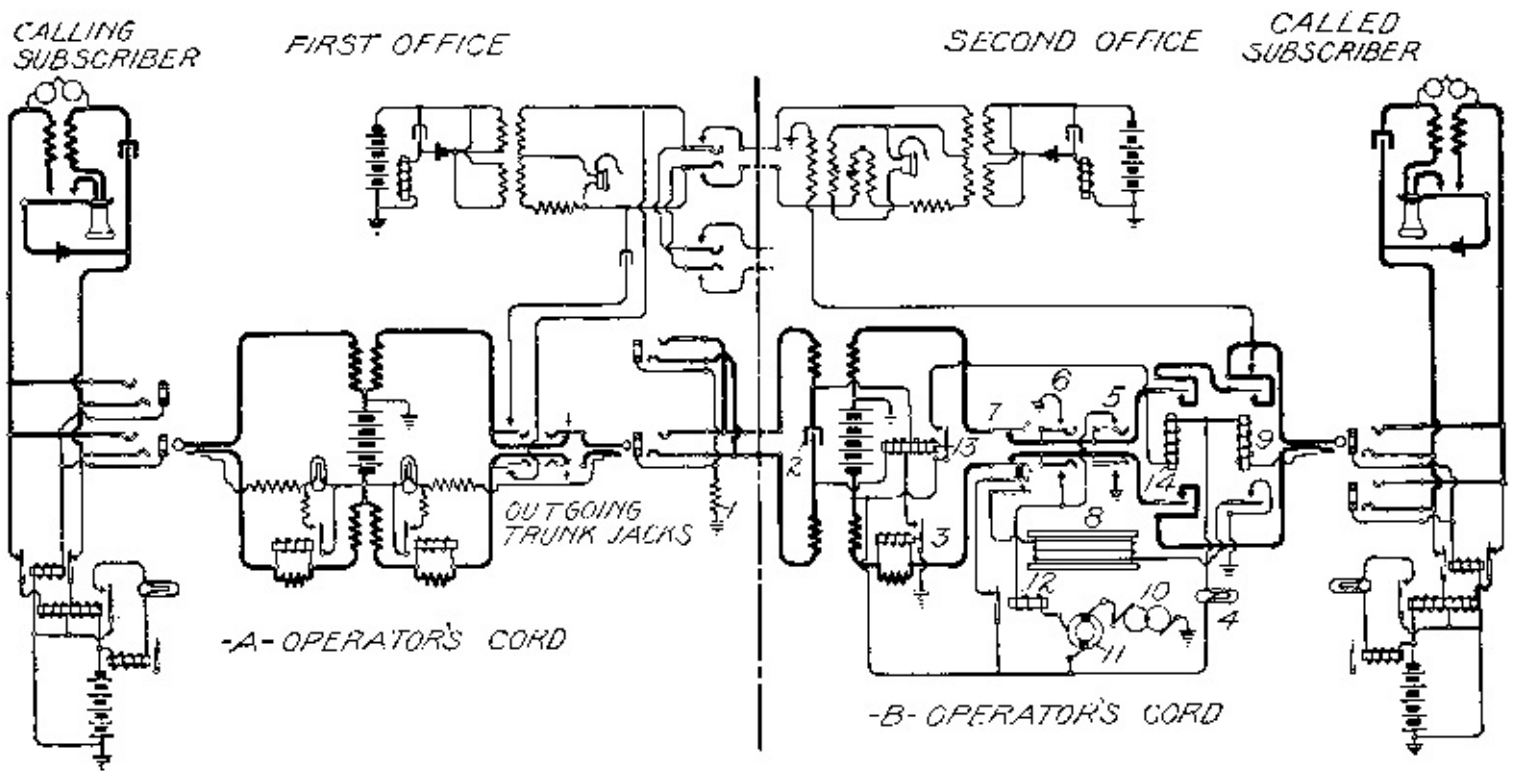 CALLING
SUBSCRIBER
FIRST OFFICE
SECOND OFFICE
CALLED
SUBSCRIBER
OUTGOING
TRUNK JACKS
1
2
13
3
7
6
5
14
9
8
12
11
10
4
-A- OPERATOR'S CORD
-B- OPERATOR'S CORD